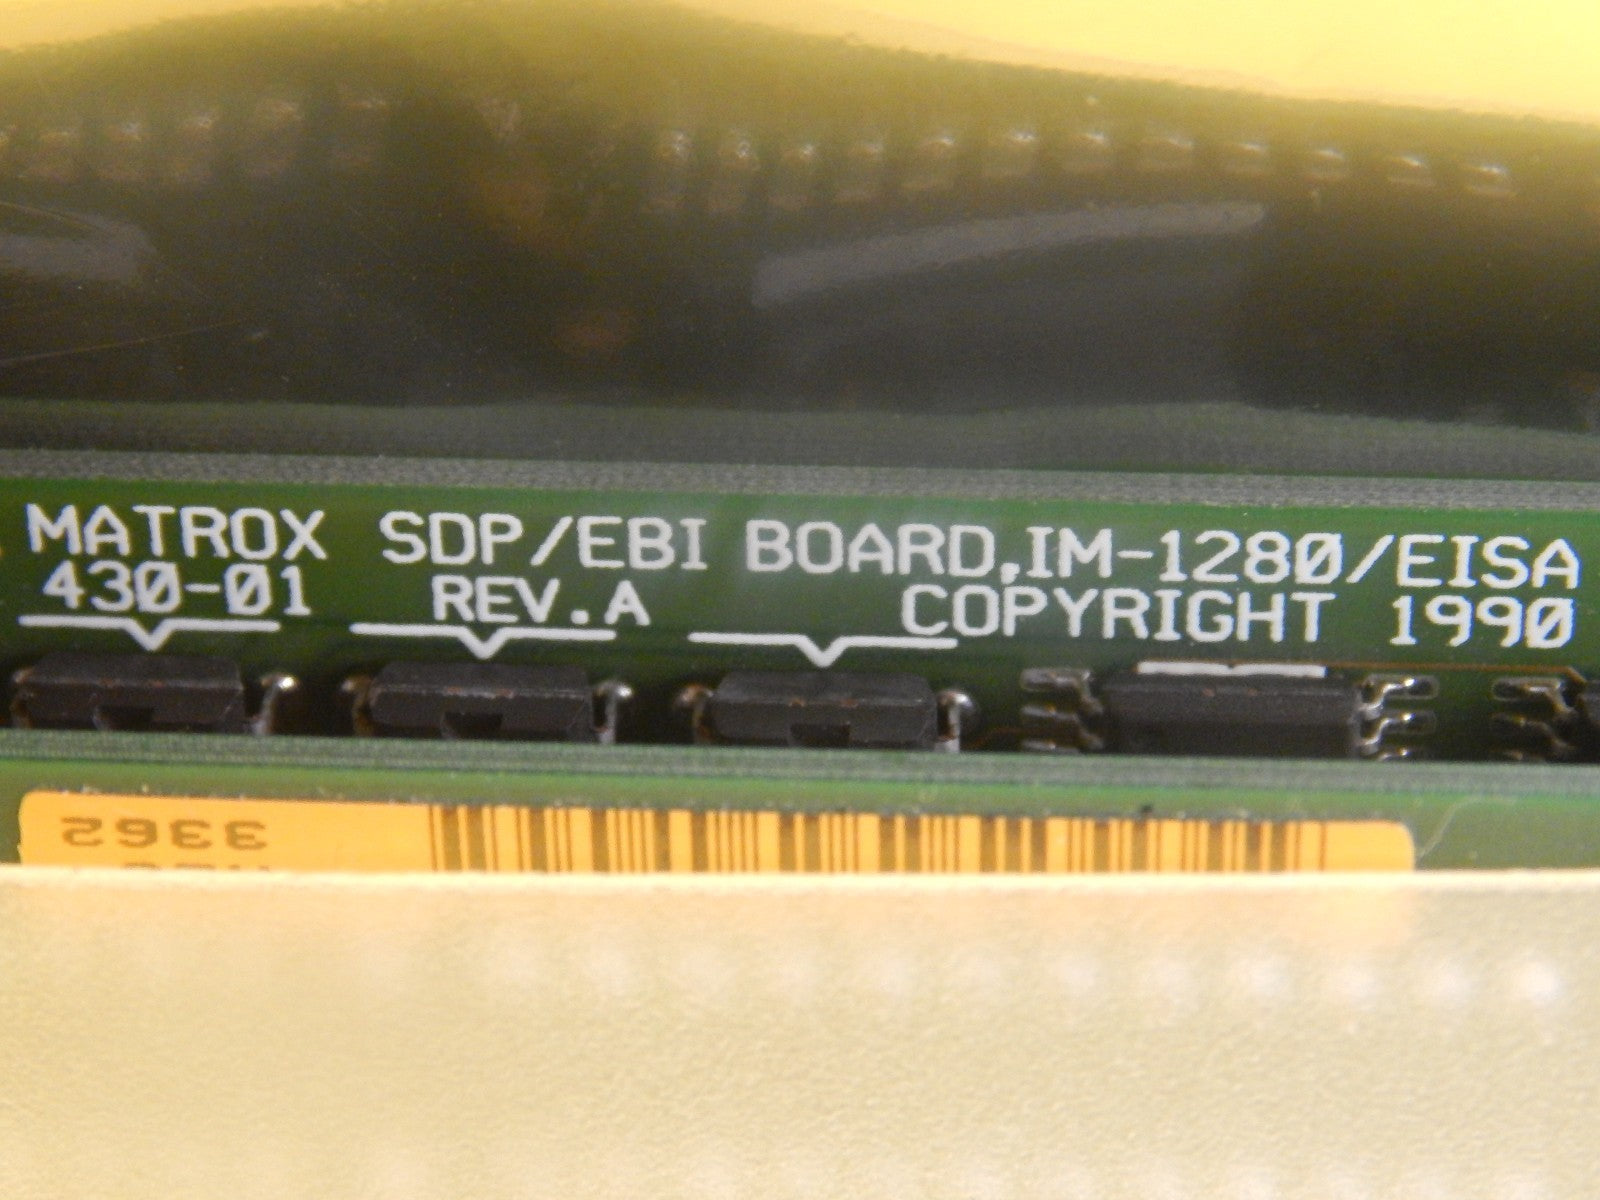 MATROX SDP/EBI BOARD,IM-1280/EISA
430-01 REV.A COPYRIGHT 1990
3362